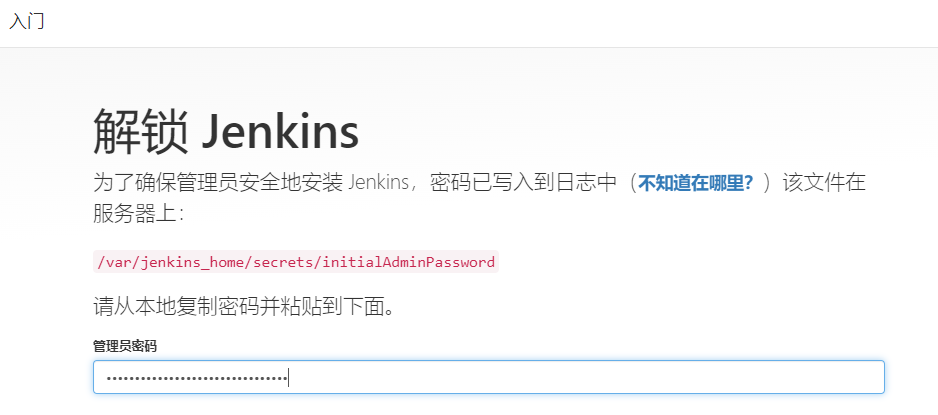 入门
解锁 Jenkins
为了确保管理员安全地安装 Jenkins，密码已写入到日志中（不知道在哪里？）该文件在
服务器上：
/var/jenkins_home/secrets/initialAdminPassword
请从本地复制密码并粘贴到下面。
管理员密码
••••••••••••••••••••••••••••••••